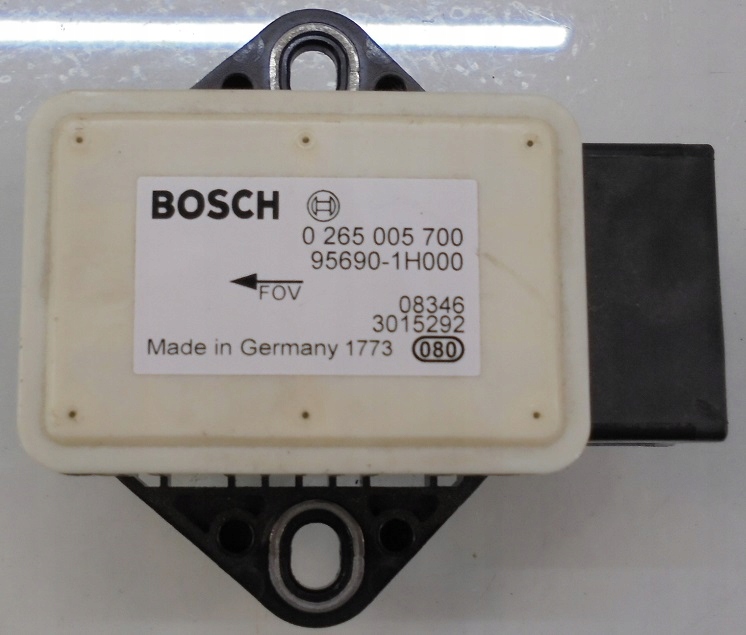 BOSCH
0 265 005 700
95690-1H000
FOV
08346
3015292
Made in Germany 1773 080